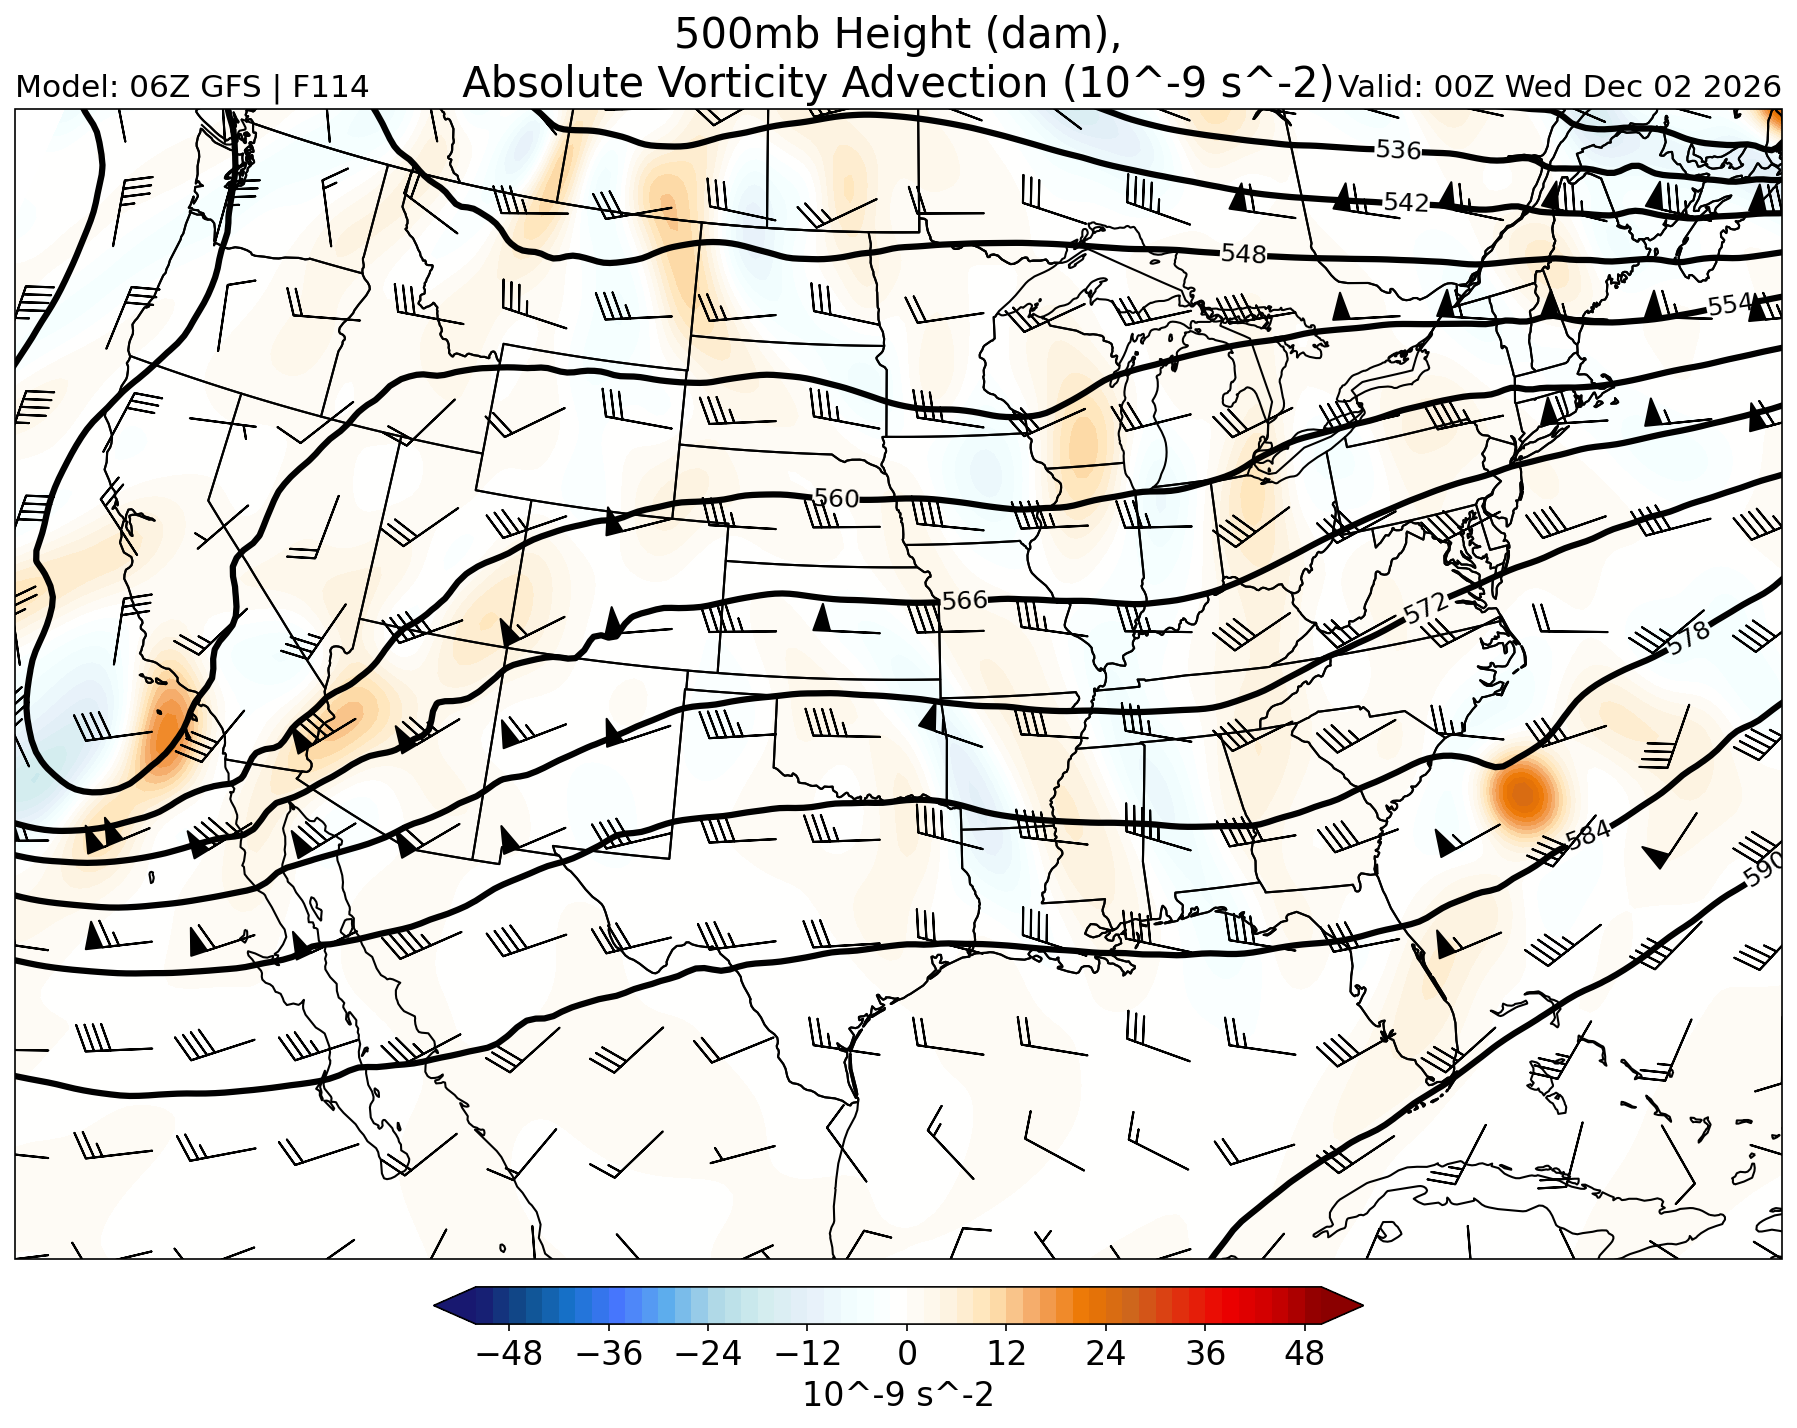 500mb Height (dam),
Model: 06Z GFS | F114
Absolute Vorticity Advection (10^-9 s^-2)
Valid: 00Z Wed Dec 02 2026
536
542
548
554
560
566
572
578
584
590
−48 −36 −24 −12 0 12 24 36 48
10^-9 s^-2